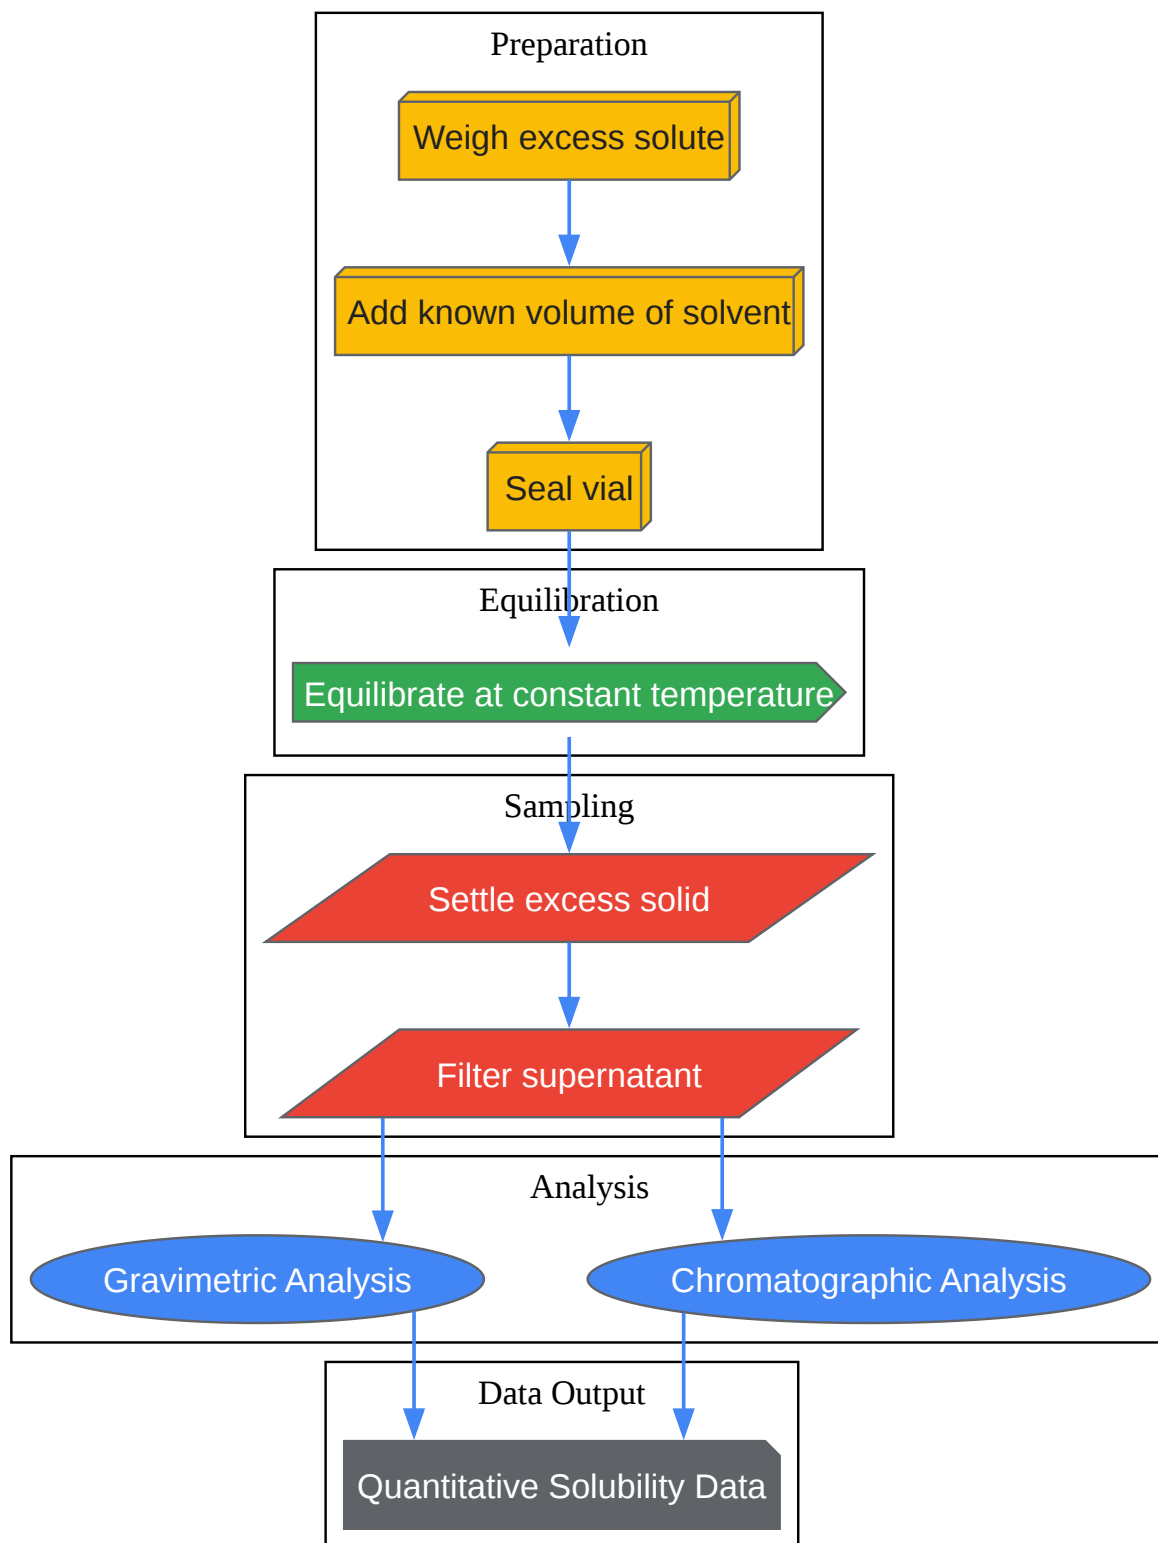 Preparation
Weigh excess solute
Add known volume of solvent
Seal vial
Equilibration
Equilibrate at constant temperature
Sampling
Settle excess solid
Filter supernatant
Analysis
Gravimetric Analysis
Chromatographic Analysis
Data Output
Quantitative Solubility Data